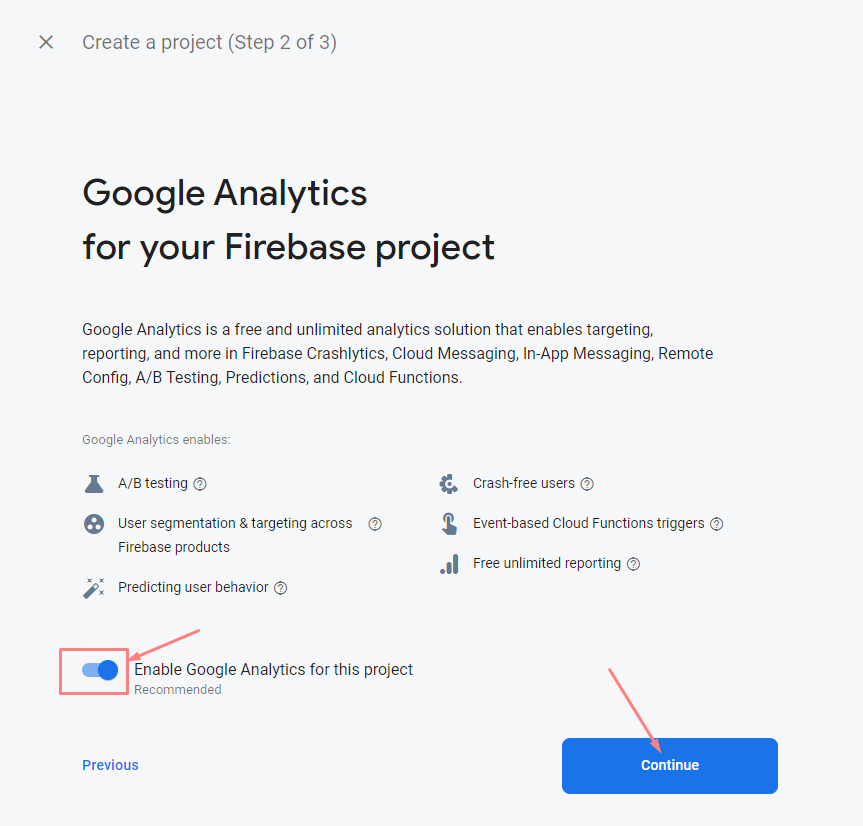 Create a project (Step 2 of 3)
Google Analytics
for your Firebase project
Google Analytics is a free and unlimited analytics solution that enables targeting,
reporting, and more in Firebase Crashlytics, Cloud Messaging, In-App Messaging, Remote
Config, A/B Testing, Predictions, and Cloud Functions.
Google Analytics enables:
A/B testing
User segmentation & targeting across
Firebase products
Predicting user behavior
Crash-free users
Event-based Cloud Functions triggers
Free unlimited reporting
Enable Google Analytics for this project
Recommended
Previous
Continue